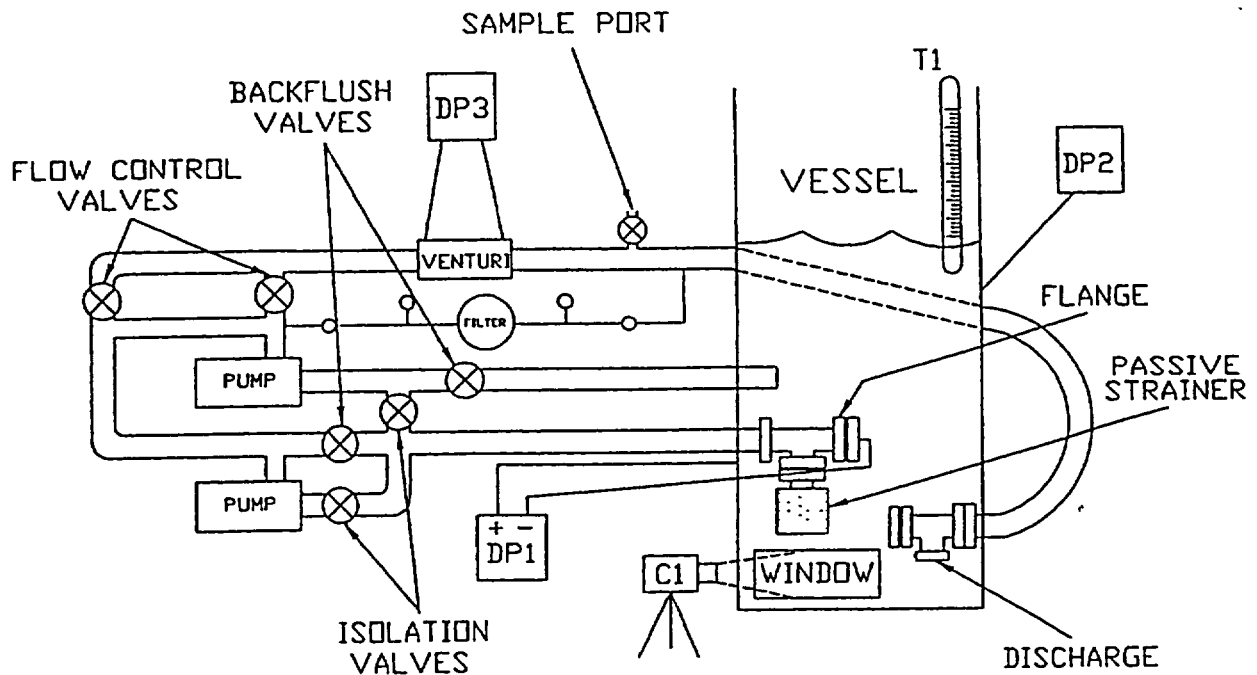 SAMPLE PORT
T1
BACKFLUSH
VALVES
DP3
DP2
FLOW CONTROL
VALVES
VESSEL
VENTURI
FLANGE
FILTER
PASSIVE
STRAINER
PUMP
PUMP
+ -
DP1
C1
WINDOW
ISOLATION
VALVES
DISCHARGE